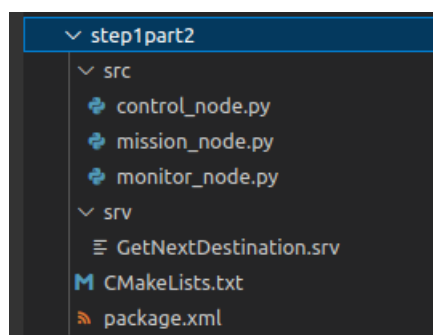 step1part2
src
control_node.py
mission_node.py
monitor_node.py
srv
GetNextDestination.srv
M CMakeLists.txt
package.xml